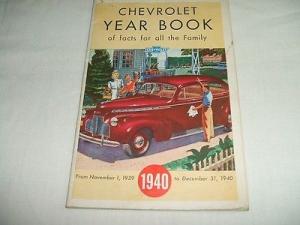 CHEVROLET
YEAR BOOK
of facts for all the Family
From November 1, 1939 1940 to December 31, 1940